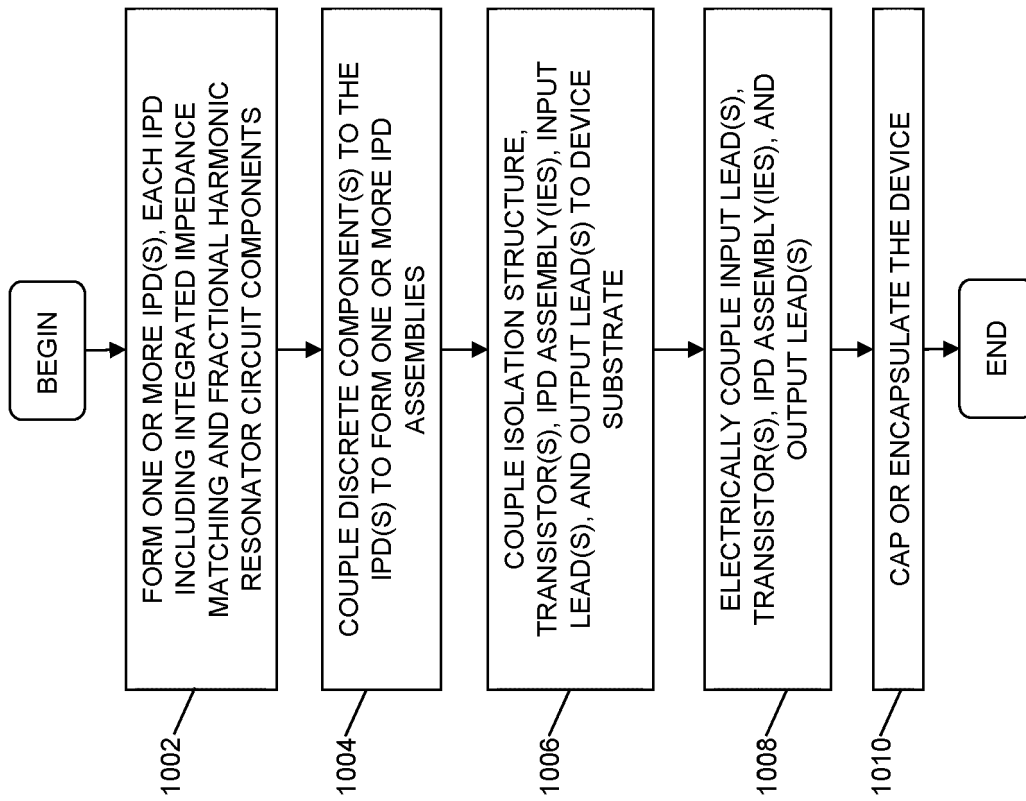 BEGIN
1002
FORM ONE OR MORE IPD(S), EACH IPD
INCLUDING INTEGRATED IMPEDANCE
MATCHING AND FRACTIONAL HARMONIC
RESONATOR CIRCUIT COMPONENTS
1004
COUPLE DISCRETE COMPONENT(S) TO THE
IPD(S) TO FORM ONE OR MORE IPD
ASSEMBLIES
1006
COUPLE ISOLATION STRUCTURE,
TRANSISTOR(S), IPD ASSEMBLY(IES), INPUT
LEAD(S), AND OUTPUT LEAD(S) TO DEVICE
SUBSTRATE
1008
ELECTRICALLY COUPLE INPUT LEAD(S),
TRANSISTOR(S), IPD ASSEMBLY(IES), AND
OUTPUT LEAD(S)
1010
CAP OR ENCAPSULATE THE DEVICE
END